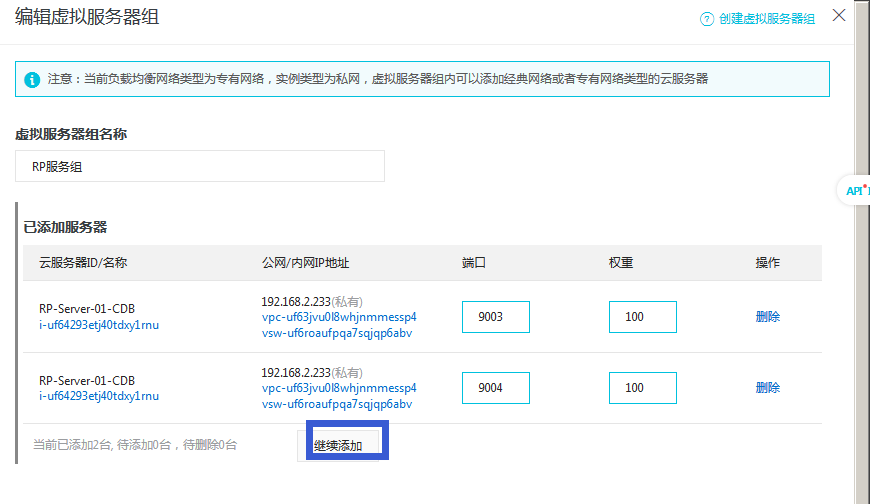 编辑虚拟服务器组
创建虚拟服务器组
注意：当前负载均衡网络类型为专有网络，实例类型为私网，虚拟服务器组内可以添加经典网络或者专有网络类型的云服务器
虚拟服务器组名称
RP服务组
API
已添加服务器
云服务器ID/名称 公网/内网IP地址 端口 权重 操作
RP-Server-01-CDB
i-uf64293etj40tdxy1rnu
192.168.2.233(私有)
vpc-uf63jvu0l8whjnmmessp4
vsw-uf6roaufpqa7sqjqp6abv
9003
100
删除
RP-Server-01-CDB
i-uf64293etj40tdxy1rnu
192.168.2.233(私有)
vpc-uf63jvu0l8whjnmmessp4
vsw-uf6roaufpqa7sqjqp6abv
9004
100
删除
当前已添加2台, 待添加0台，待删除0台
继续添加